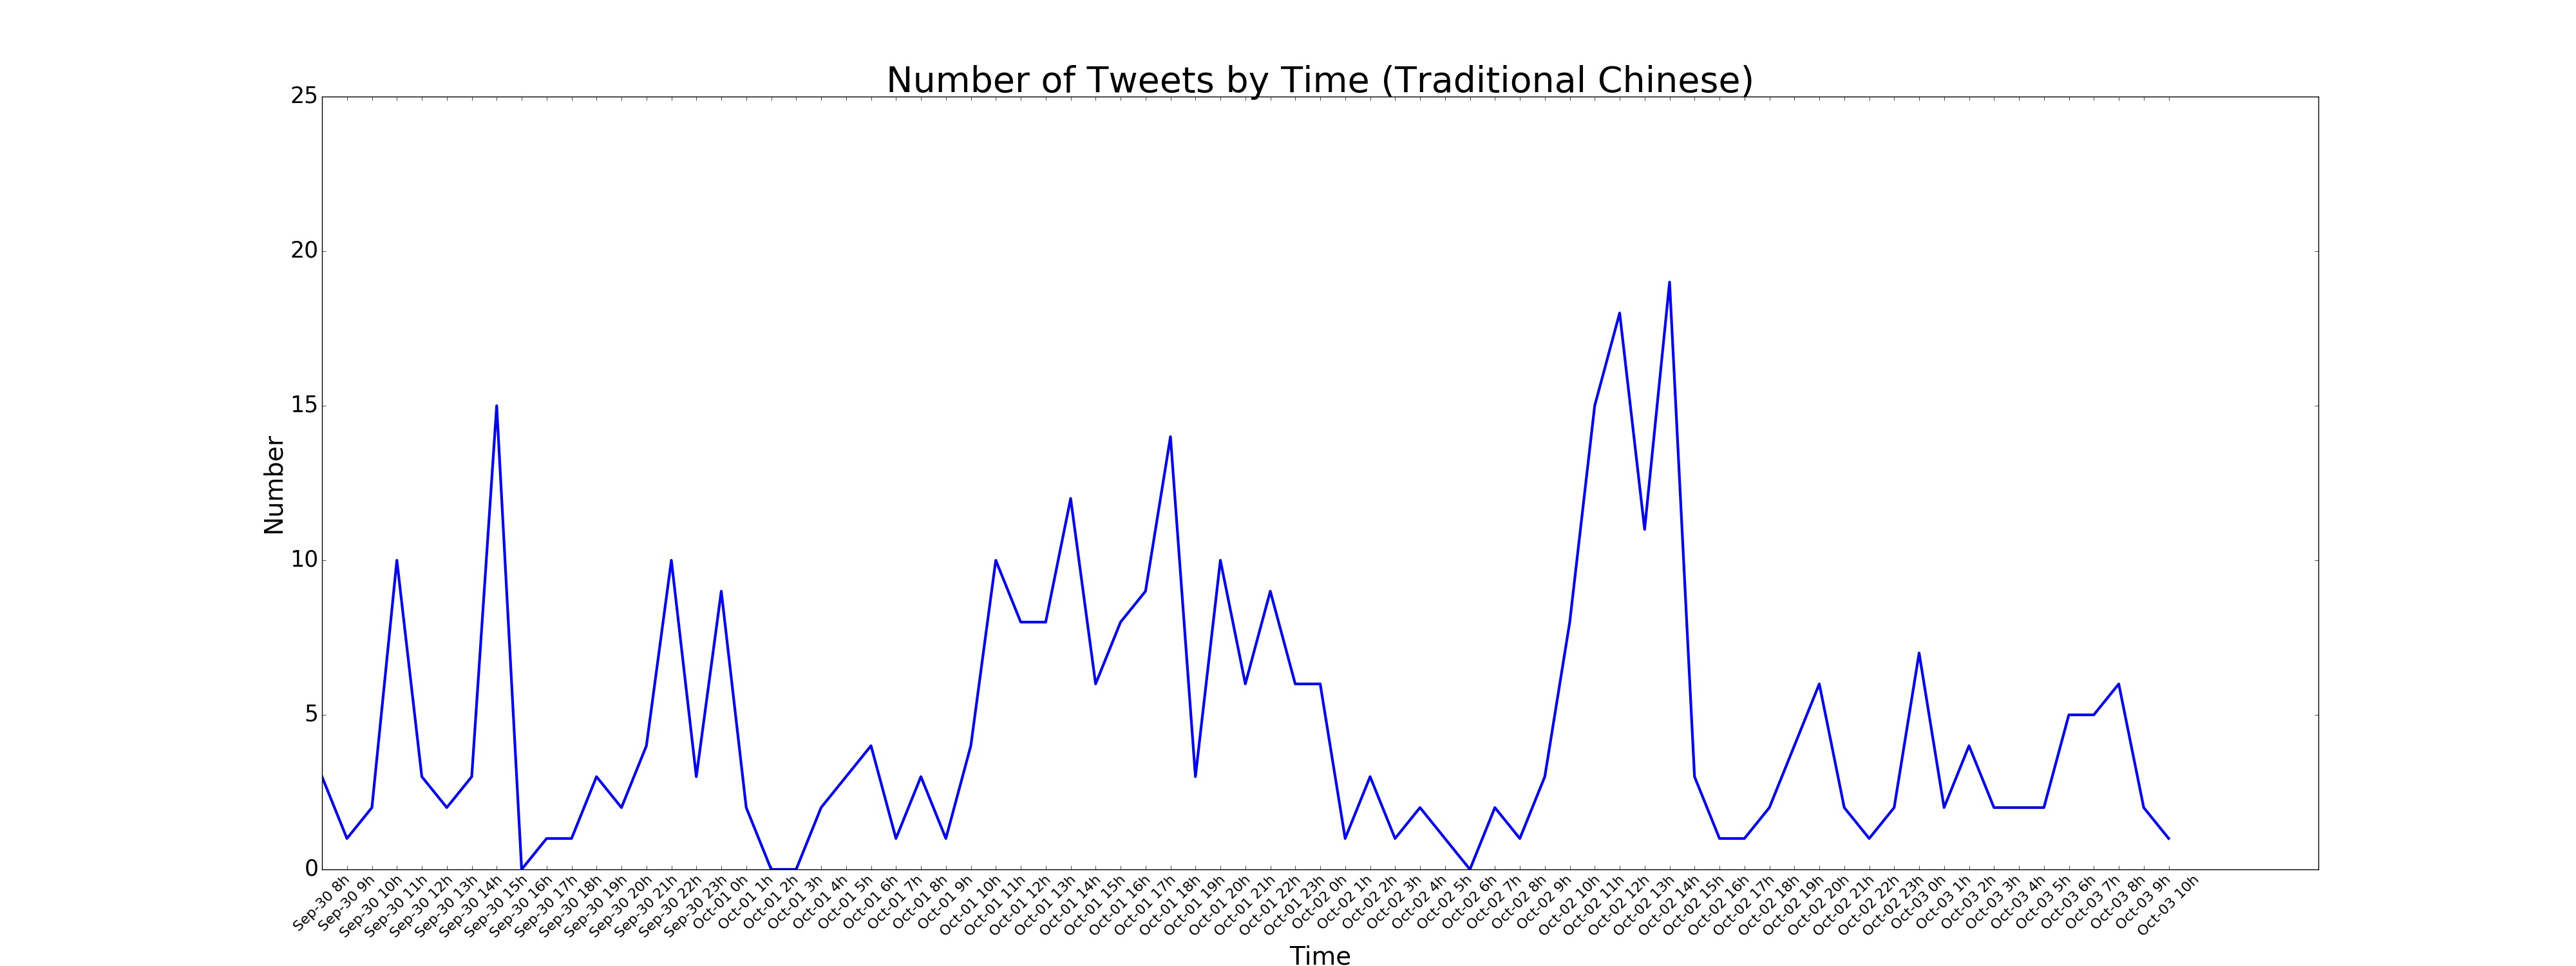 Number of Tweets by Time (Traditional Chinese)
25
20
15
10
5
0
Number
Sep-30 8h
Sep-30 9h
Sep-30 10h
Sep-30 11h
Sep-30 12h
Sep-30 13h
Sep-30 14h
Sep-30 15h
Sep-30 16h
Sep-30 17h
Sep-30 18h
Sep-30 19h
Sep-30 20h
Sep-30 21h
Sep-30 22h
Sep-30 23h
Oct-01 0h
Oct-01 1h
Oct-01 2h
Oct-01 3h
Oct-01 4h
Oct-01 5h
Oct-01 6h
Oct-01 7h
Oct-01 8h
Oct-01 9h
Oct-01 10h
Oct-01 11h
Oct-01 12h
Oct-01 13h
Oct-01 14h
Oct-01 15h
Oct-01 16h
Oct-01 17h
Oct-01 18h
Oct-01 19h
Oct-01 20h
Oct-01 21h
Oct-01 22h
Oct-01 23h
Oct-02 0h
Oct-02 1h
Oct-02 2h
Oct-02 3h
Oct-02 4h
Oct-02 5h
Oct-02 6h
Oct-02 7h
Oct-02 8h
Oct-02 9h
Oct-02 10h
Oct-02 11h
Oct-02 12h
Oct-02 13h
Oct-02 14h
Oct-02 15h
Oct-02 16h
Oct-02 17h
Oct-02 18h
Oct-02 19h
Oct-02 20h
Oct-02 21h
Oct-02 22h
Oct-02 23h
Oct-03 0h
Oct-03 1h
Oct-03 2h
Oct-03 3h
Oct-03 4h
Oct-03 5h
Oct-03 6h
Oct-03 7h
Oct-03 8h
Oct-03 9h
Oct-03 10h
Time